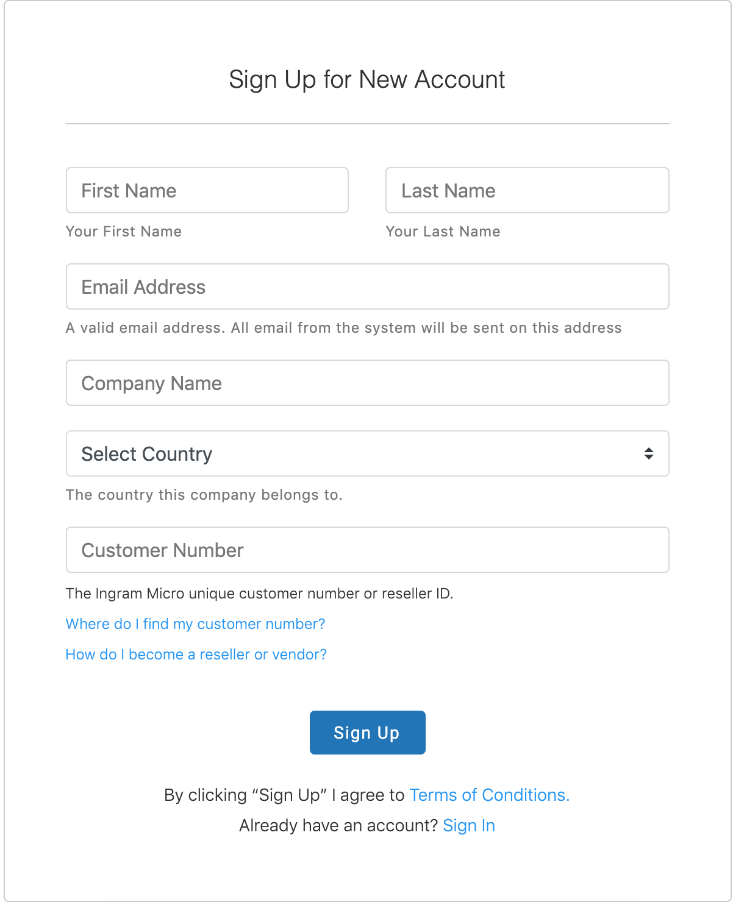 Sign Up for New Account
First Name
Last Name
Your First Name
Your Last Name
Email Address
A valid email address. All email from the system will be sent on this address
Company Name
Select Country
The country this company belongs to.
Customer Number
The Ingram Micro unique customer number or reseller ID.
Where do I find my customer number?
How do I become a reseller or vendor?
Sign Up
By clicking “Sign Up” I agree to Terms of Conditions.
Already have an account? Sign In